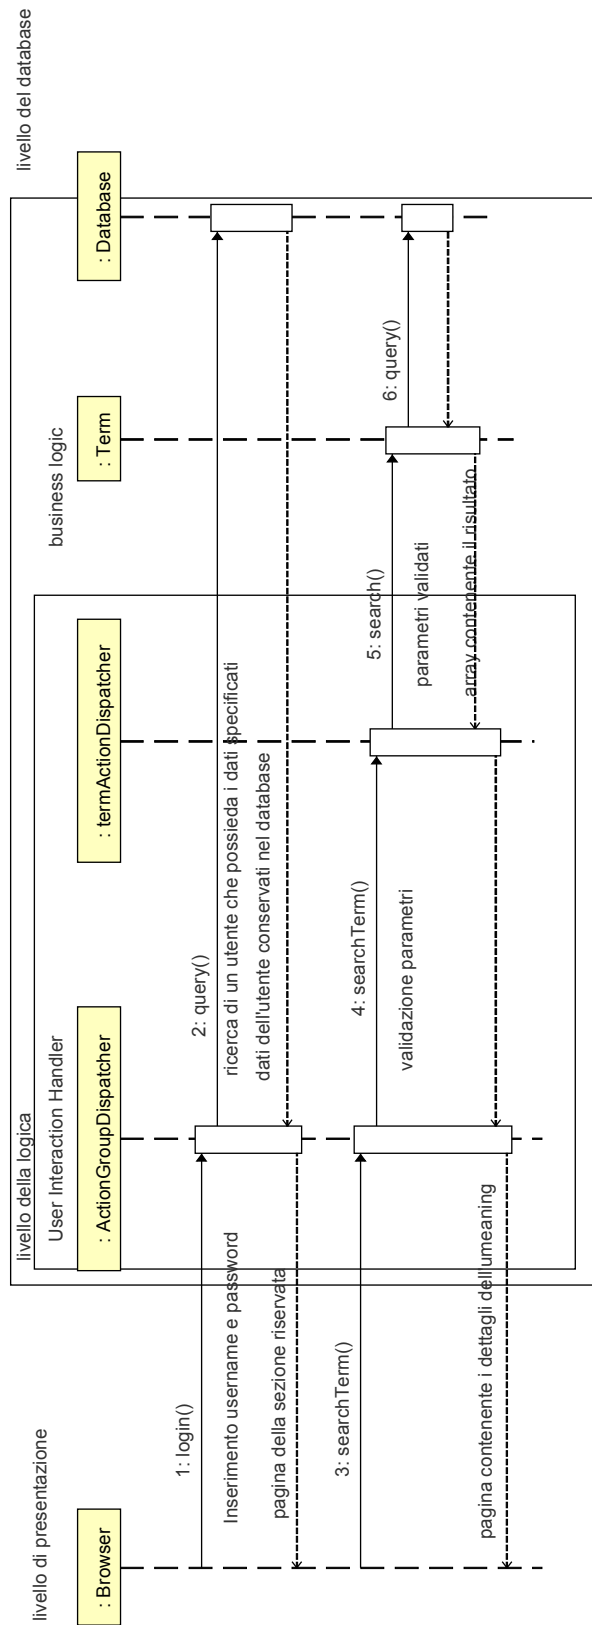 livello di presentazione
livello della logica
User Interaction Handler
business logic
livello del database
: Browser
: ActionGroupDispatcher
: termActionDispatcher
: Term
: Database
1: login()
Inserimento username e password
2: query()
ricerca di un utente che possieda i dati specificati
dati dell'utente conservati nel database
pagina della sezione riservata
3: searchTerm()
4: searchTerm()
validazione parametri
5: search()
parametri validati
6: query()
array contenente il risultato
pagina contenente i dettagli dell'umeaning